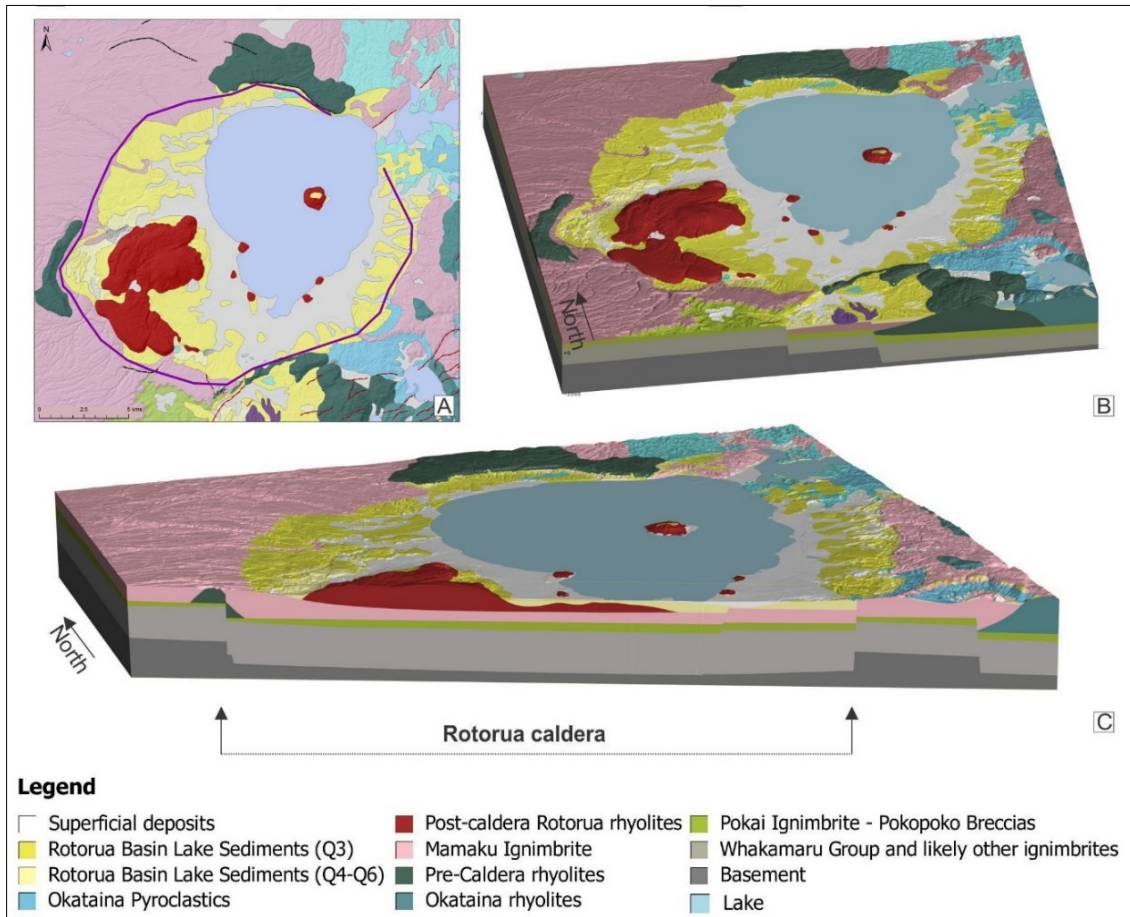 N
0 2.5 5 kms
A
North
B
North
C
Rotorua caldera
Legend
Superficial deposits
Rotorua Basin Lake Sediments (Q3)
Rotorua Basin Lake Sediments (Q4-Q6)
Okataina Pyroclastics
Post-caldera Rotorua rhyolites
Mamaku Ignimbrite
Pre-Caldera rhyolites
Okataina rhyolites
Pokai Ignimbrite - Pokopoko Breccias
Whakamaru Group and likely other ignimbrites
Basement
Lake